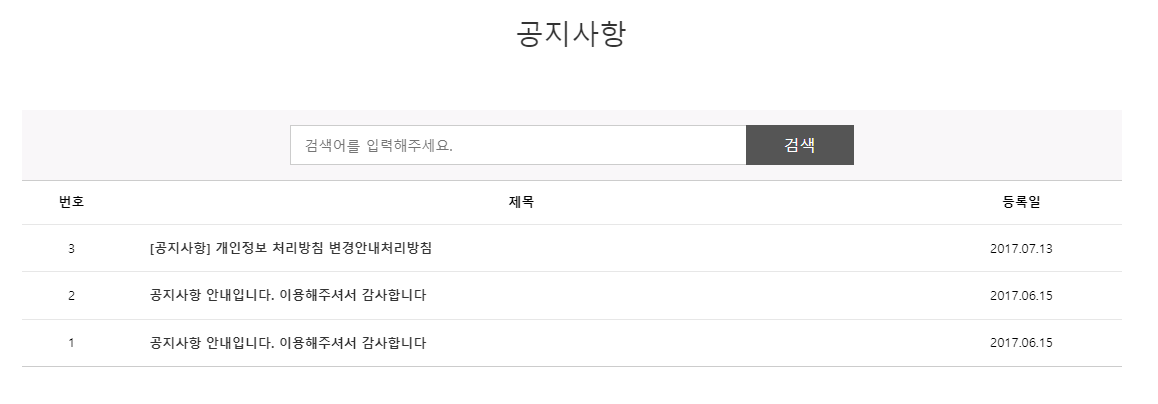 공지사항
검색어를 입력해주세요.
검색
번호 제목 등록일
3 [공지사항] 개인정보 처리방침 변경안내처리방침 2017.07.13
2 공지사항 안내입니다. 이용해주셔서 감사합니다 2017.06.15
1 공지사항 안내입니다. 이용해주셔서 감사합니다 2017.06.15